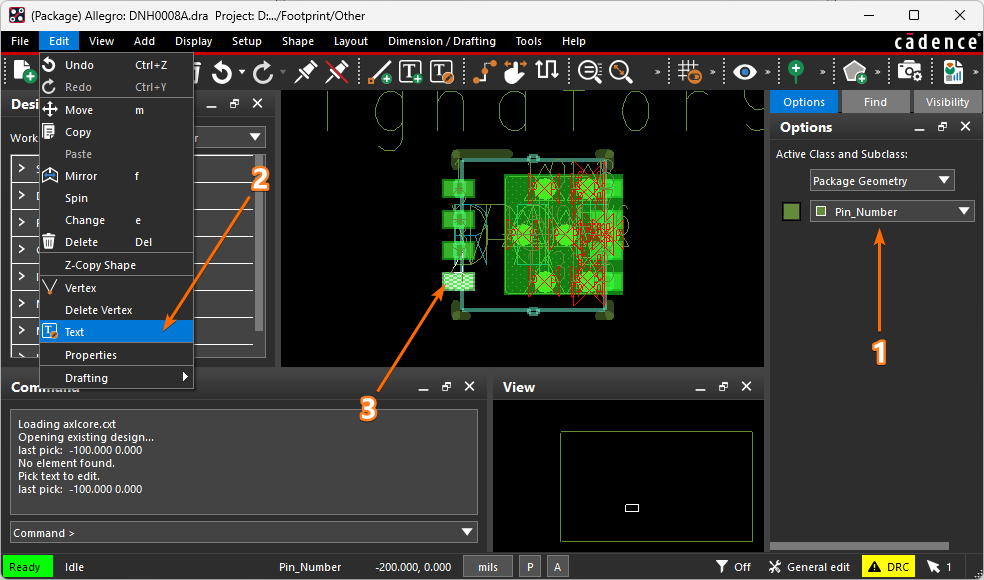 (Package) Allegro: DNH0008A.dra Project: D:.../Footprint/Other
File Edit View Add Display Setup Shape Layout Dimension / Drafting Tools Help
cādence®
Undo Ctrl+Z
Redo Ctrl+Y
Move m
Copy
Paste
Mirror f
Spin
Change e
Delete Del
Z-Copy Shape
Vertex
Delete Vertex
Text
Properties
Drafting
2
3
1
Options Find Visibility
Options
Active Class and Subclass:
Package Geometry
Pin_Number
Command
Loading axlcore.cxt
Opening existing design...
last pick: -100.000 0.000
No element found.
Pick text to edit.
last pick: -100.000 0.000
Command >
View
Ready Idle Pin_Number -200.000, 0.000 mils P A Off General edit DRC 1